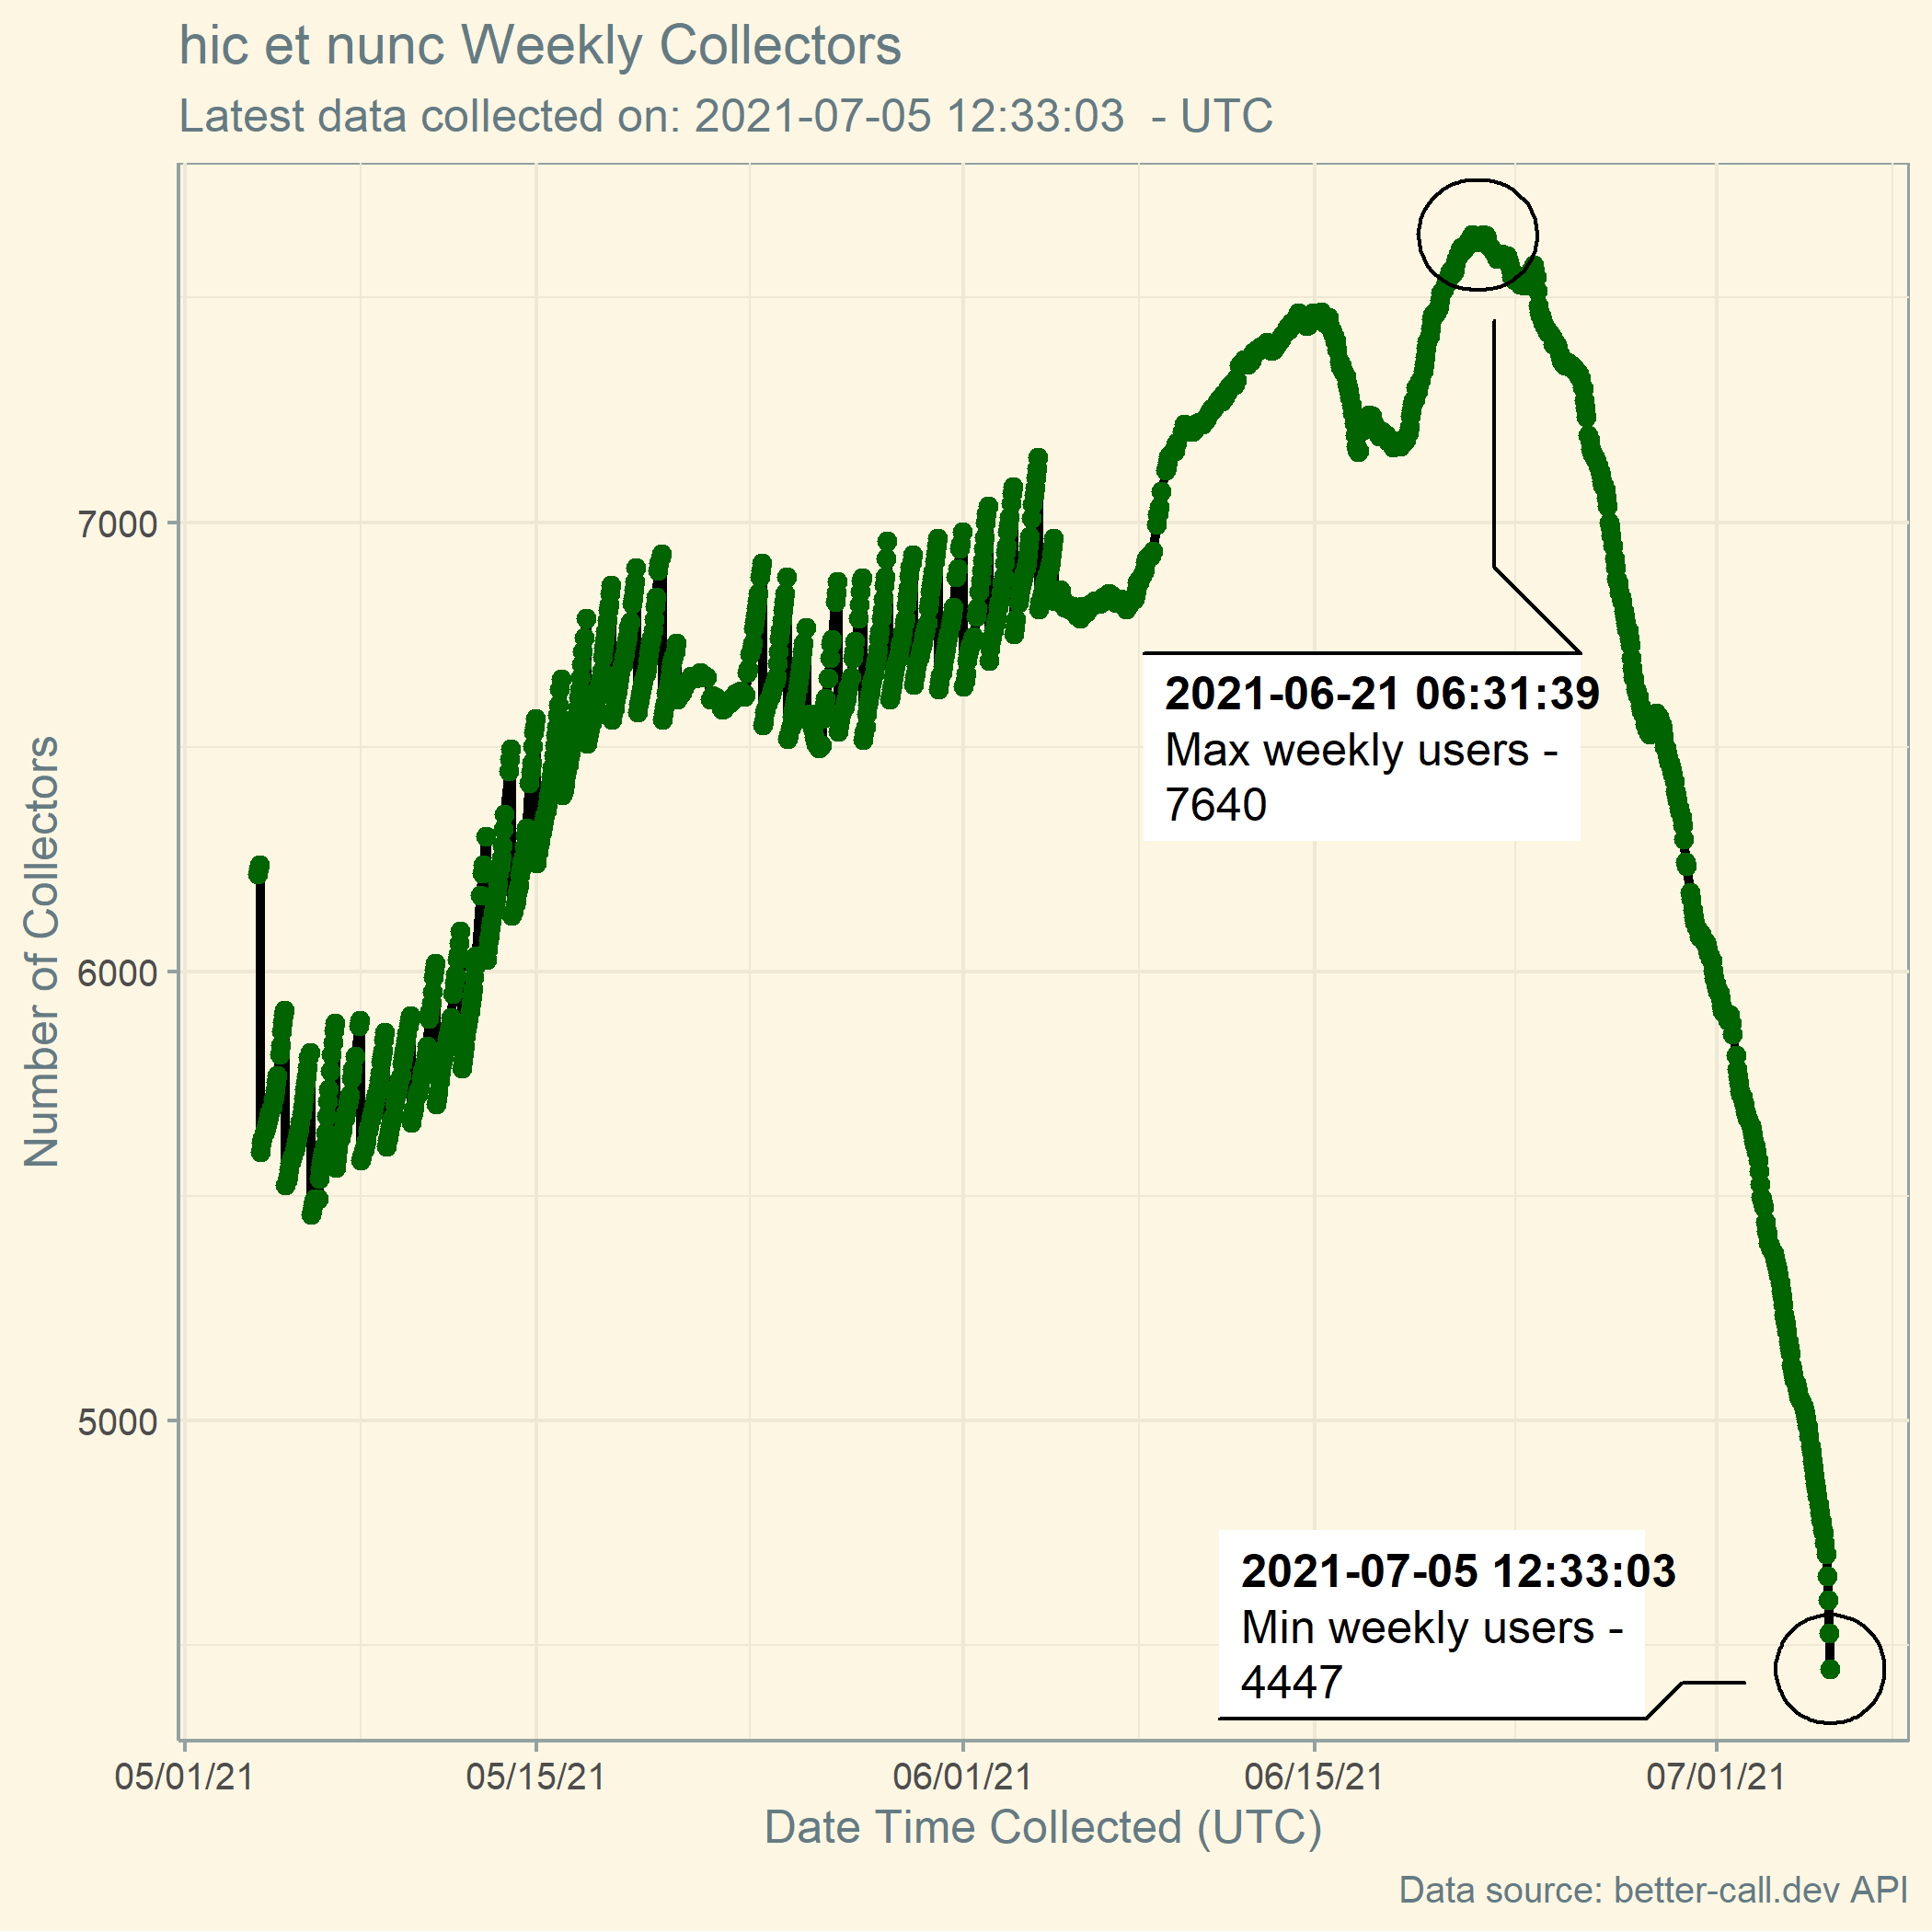 hic et nunc Weekly Collectors
Latest data collected on: 2021-07-05 12:33:03  - UTC
Number of Collectors
7000
6000
5000
2021-06-21 06:31:39
Max weekly users -
7640
2021-07-05 12:33:03
Min weekly users -
4447
05/01/21 05/15/21 06/01/21 06/15/21 07/01/21
Date Time Collected (UTC)
Data source: better-call.dev API